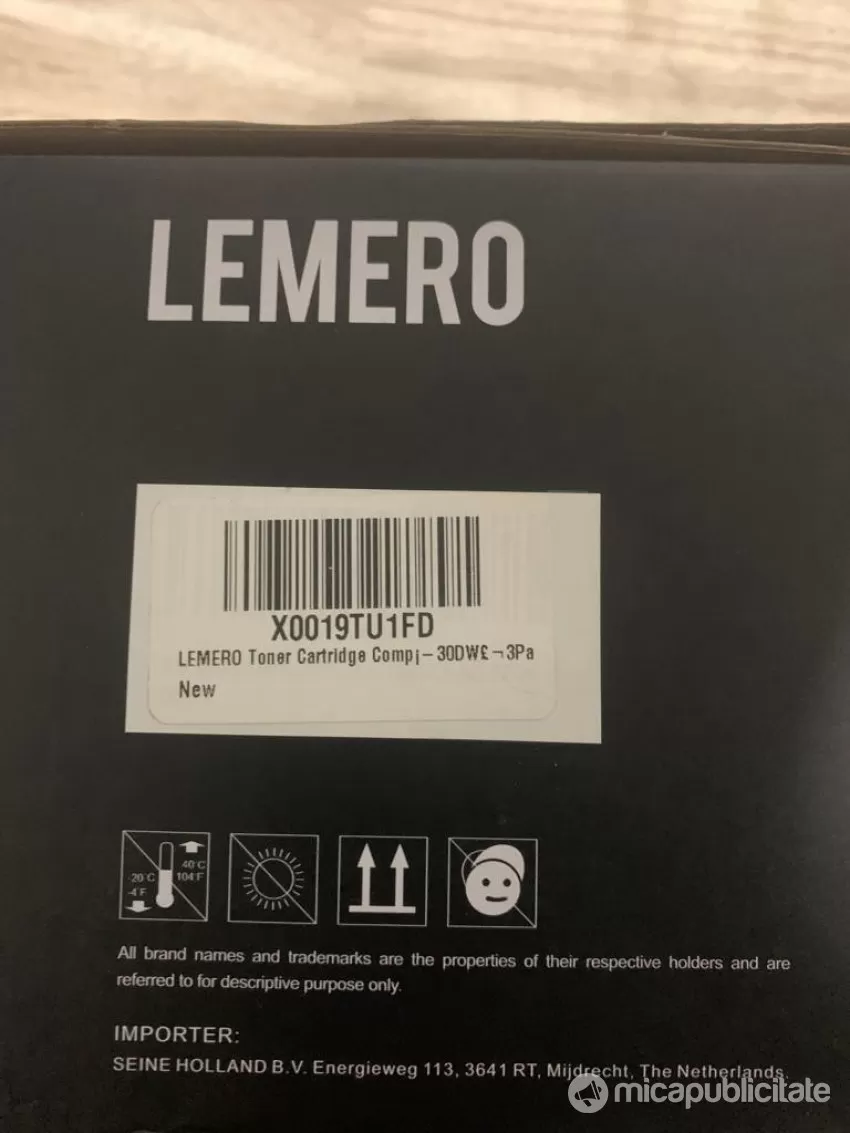 LEMERO
X0019TU1FD
LEMERO Toner Cartridge Comp¡– 30DW£¬3Pa
New
40°C
-20°C 104°F
-4°F
All brand names and trademarks are the properties of their respective holders and are
referred to for descriptive purpose only.
IMPORTER:
SEINE HOLLAND B.V. Energieweg 113, 3641 RT, Mijdrecht, The Netherlands.
micapublicitate